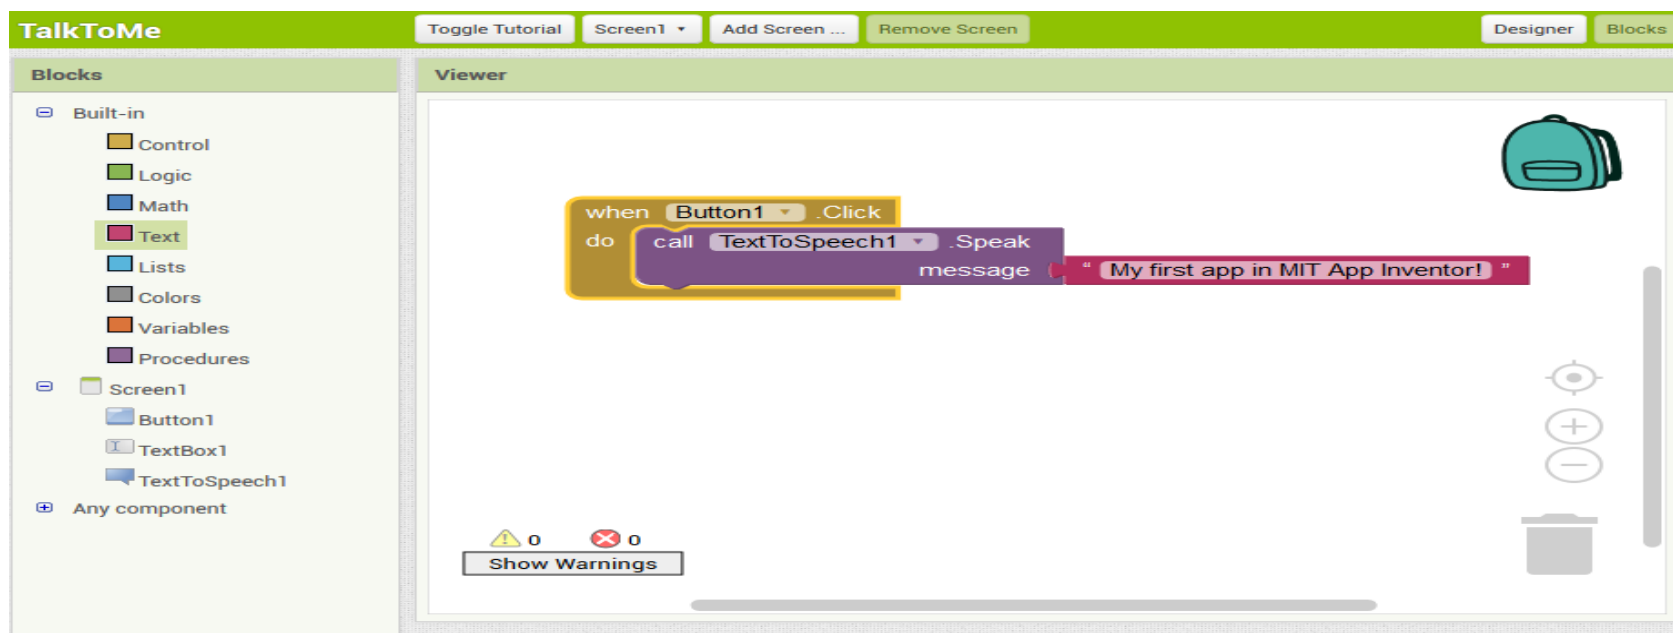 TalkToMe
Toggle Tutorial Screen1 Add Screen ... Remove Screen Designer Blocks
Blocks
Built-in
Control
Logic
Math
Text
Lists
Colors
Variables
Procedures
Screen1
Button1
TextBox1
TextToSpeech1
Any component
Viewer
when Button1 .Click
do call TextToSpeech1 .Speak
message " My first app in MIT App Inventor! "
0 0
Show Warnings